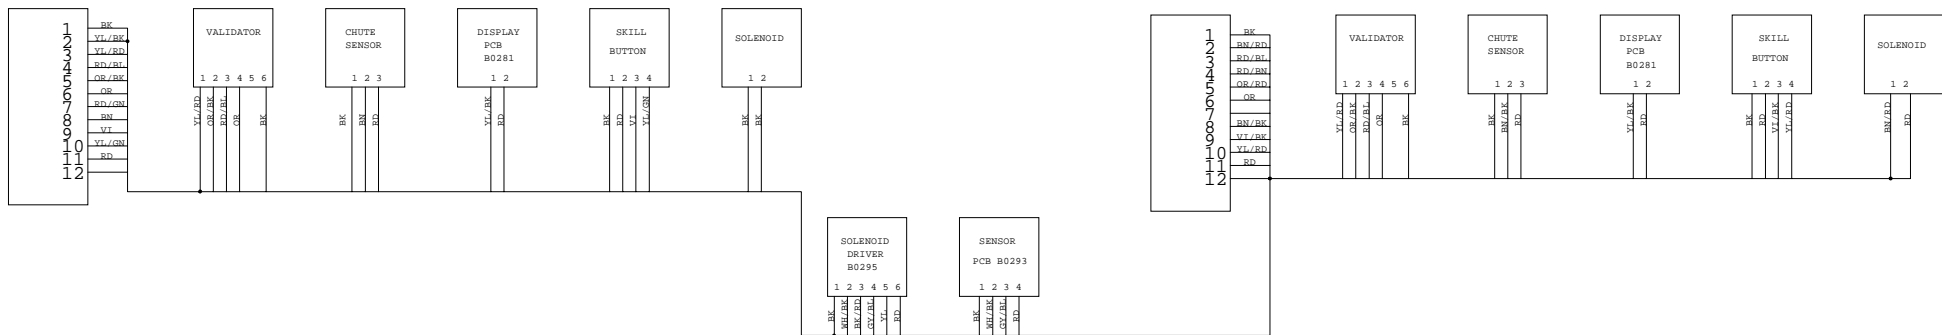 1 BK
2 YL/BK
3 YL/RD
4 RD/BL
5 OR/BK
6 OR
7 RD/GN
8 BN
9 VI
10 YL/GN
11 RD
12
VALIDATOR
1 2 3 4 5 6
YL/RD OR/BK RD/BL OR BK
CHUTE
SENSOR
1 2 3
BK BN RD
DISPLAY
PCB
B0281
1 2
YL/BK RD
SKILL
BUTTON
1 2 3 4
BK RD VI YL/GN
SOLENOID
1 2
BK BK
SOLENOID
DRIVER
B0295
1 2 3 4 5 6
BK WH/BK BK/RD GY/BL YL RD
SENSOR
PCB B0293
1 2 3 4
BK WH/BK GY/BL RD
1 BK
2 BN/RD
3 RD/BL
4 RD/BN
5 OR/RD
6 OR
7
8 BN/BK
9 VI/BK
10 YL/RD
11 RD
12
VALIDATOR
1 2 3 4 5 6
YL/RD OR/BK RD/BL OR BK
CHUTE
SENSOR
1 2 3
BK BN/BK RD
DISPLAY
PCB
B0281
1 2
YL/BK RD
SKILL
BUTTON
1 2 3 4
BK RD VI/BK YL/RD
SOLENOID
1 2
BN/RD RD